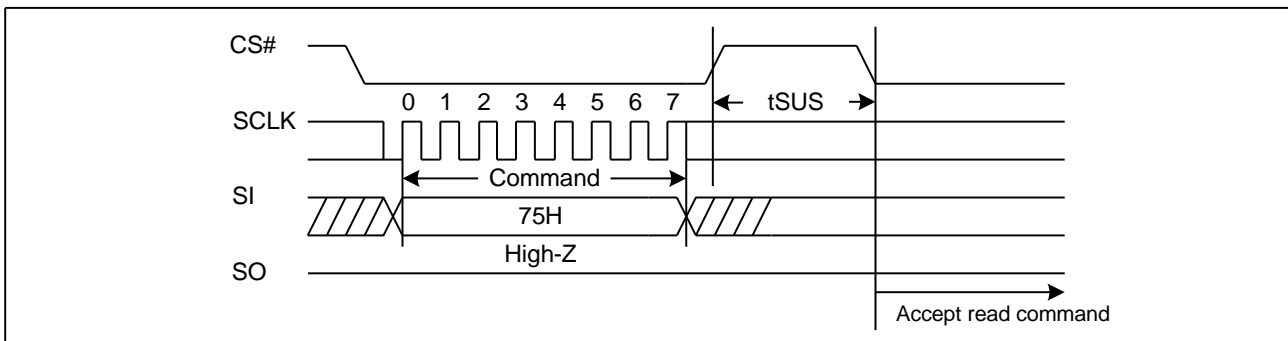 CS#
0 1 2 3 4 5 6 7
tSUS
SCLK
Command
SI
75H
High-Z
SO
Accept read command